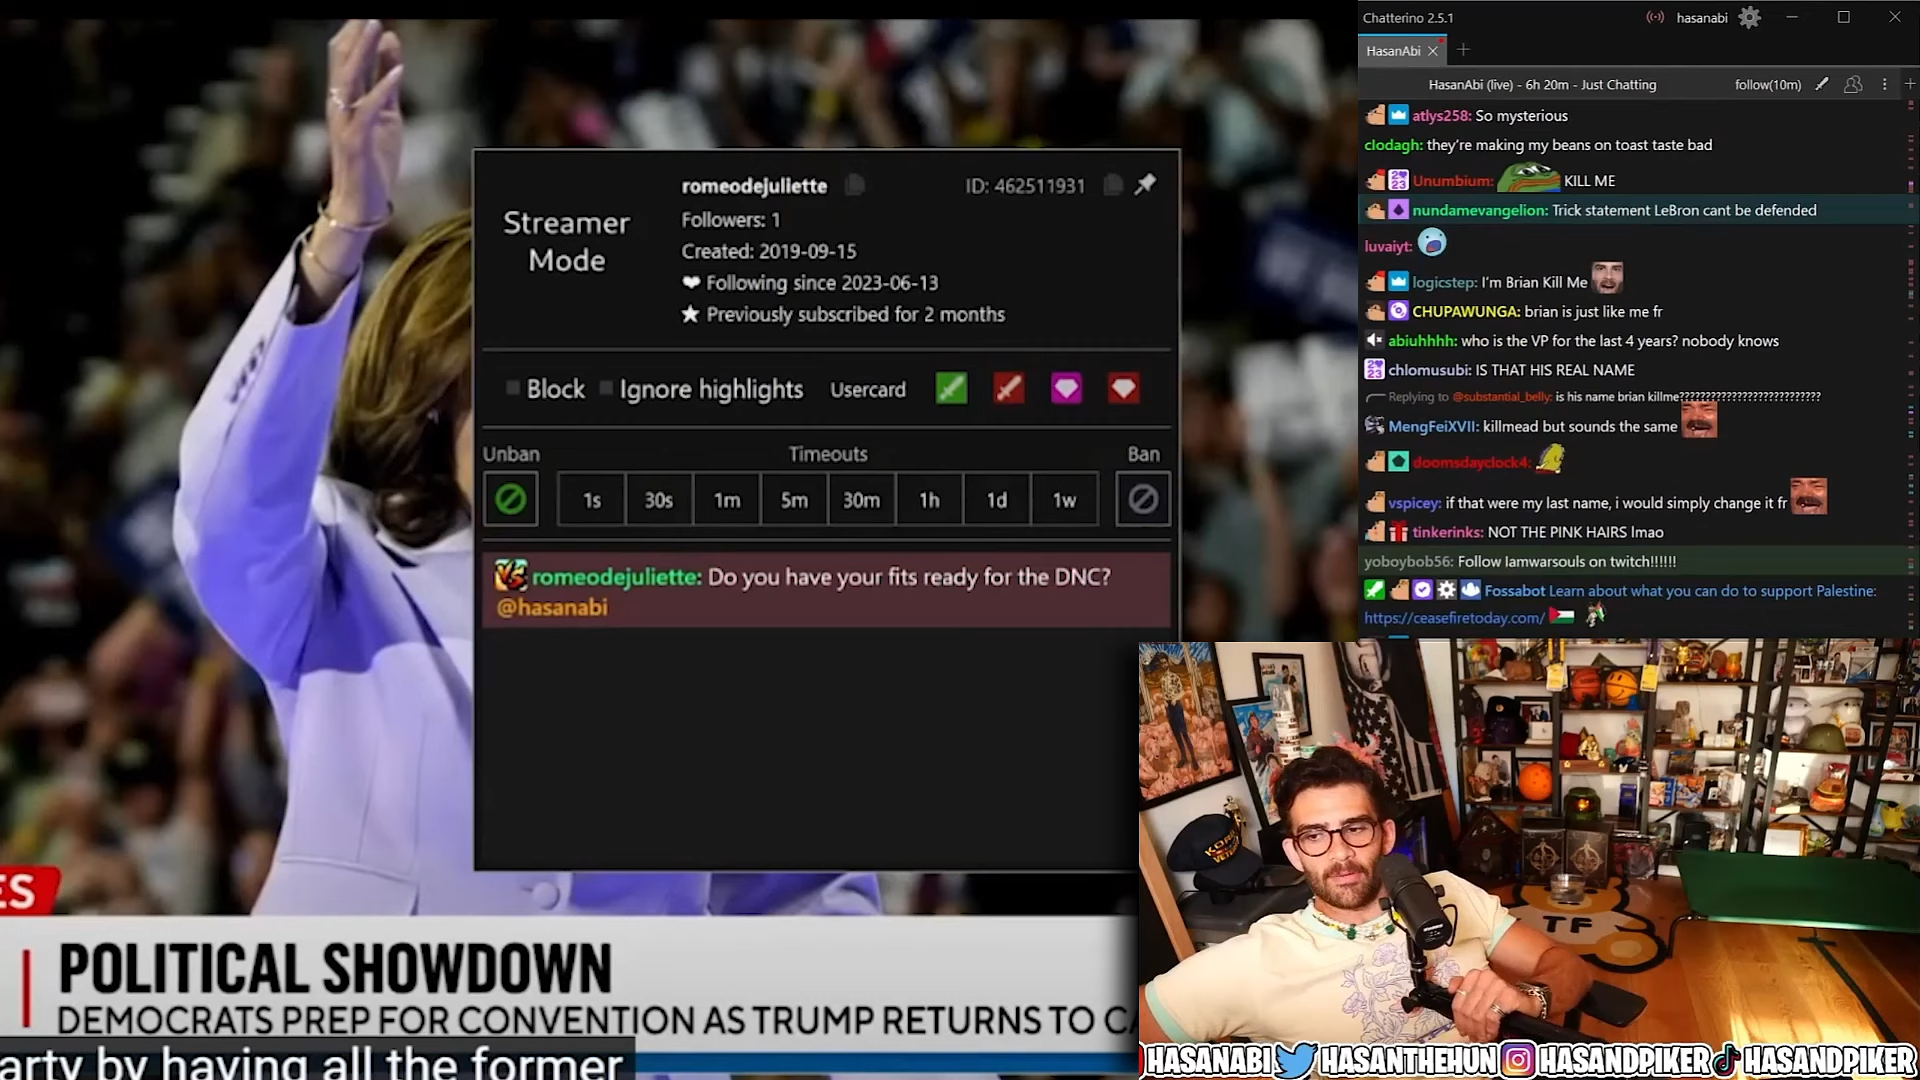 Chatterino 2.5.1
hasanabi
HasanAbi
HasanAbi (live) - 6h 20m - Just Chatting
follow(10m)
atlys258: So mysterious
clodagh: they're making my beans on toast taste bad
Unumbium: KILL ME
nundamevangelion: Trick statement LeBron cant be defended
luvaiyt:
logicstep: I'm Brian Kill Me
CHUPAWUNGA: brian is just like me fr
abiuhhhh: who is the VP for the last 4 years? nobody knows
chlomusubi: IS THAT HIS REAL NAME
Replying to @substantial_belly: is his name brian killme???????????????????????????
MengFeiXVII: killmead but sounds the same
doomsdayclock4:
vspicey: if that were my last name, i would simply change it fr
tinkerinks: NOT THE PINK HAIRS lmao
yoboybob56: Follow Iamwarsouls on twitch!!!!!!
Fossabot Learn about what you can do to support Palestine:
https://ceasefiretoday.com/
Streamer
Mode
romeodejuliette
ID: 462511931
Followers: 1
Created: 2019-09-15
Following since 2023-06-13
Previously subscribed for 2 months
Block
Ignore highlights
Usercard
Unban
Timeouts
Ban
1s 30s 1m 5m 30m 1h 1d 1w
romeodejuliette: Do you have your fits ready for the DNC?
@hasanabi
ES
POLITICAL SHOWDOWN
DEMOCRATS PREP FOR CONVENTION AS TRUMP RETURNS TO CA
arty by having all the former
KOREA
VETERAN
TF
HASANABI HASANTHEHUN HASANDPIKER HASANDPIKER